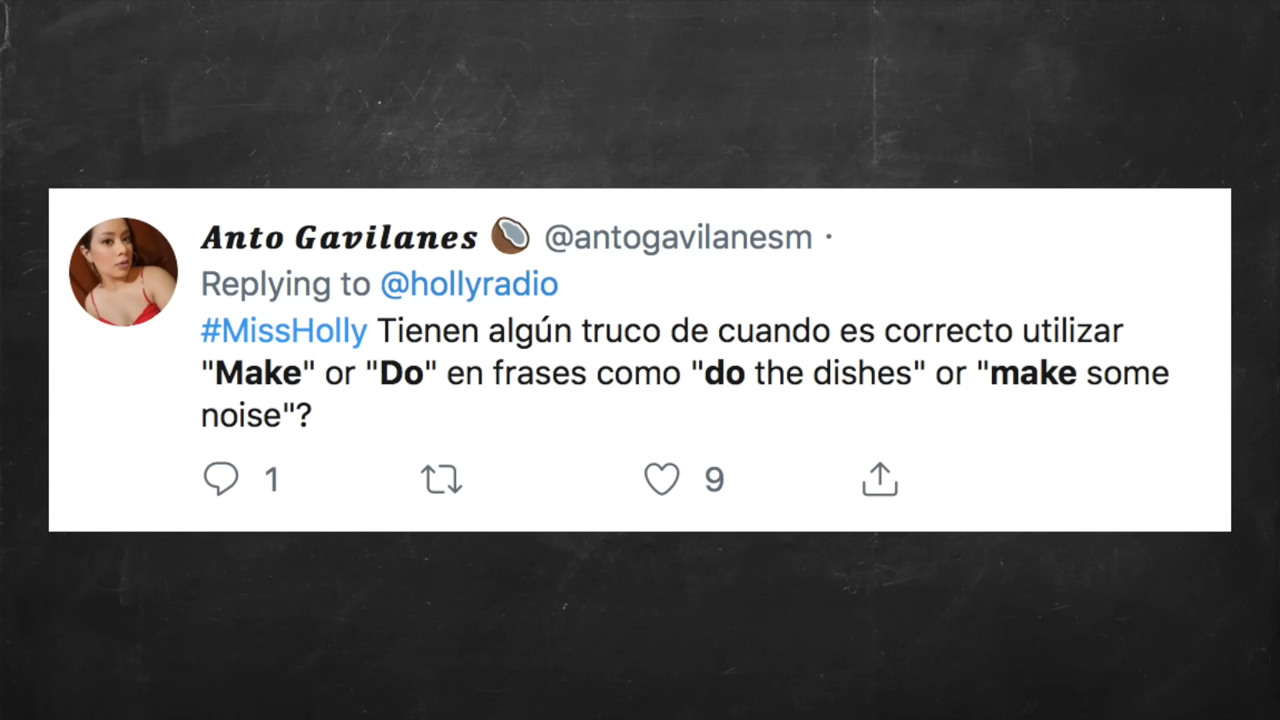 Anto Gavilanes 🥥 @antogavilanesm ·
Replying to @hollyradio
#MissHolly Tienen algún truco de cuando es correcto utilizar
"Make" or "Do" en frases como "do the dishes" or "make some
noise"?
1 9